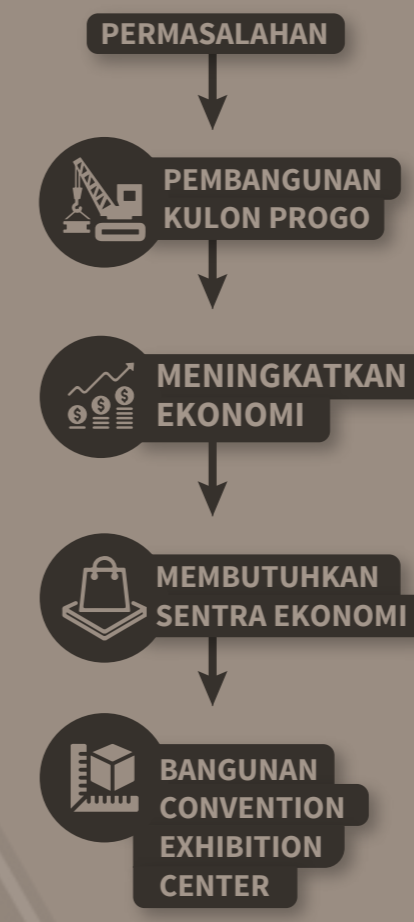 PERMASALAHAN
PEMBANGUNAN
KULON PROGO
MENINGKATKAN
EKONOMI
MEMBUTUHKAN
SENTRA EKONOMI
BANGUNAN
CONVENTION
EXHIBITION
CENTER